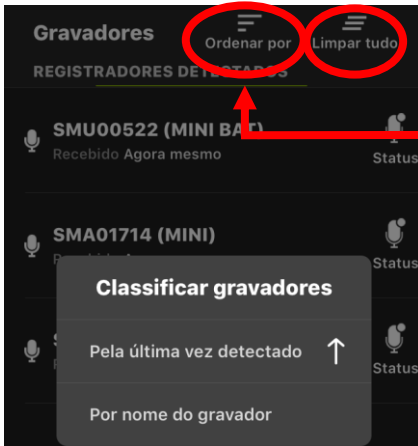 Gravadores
Ordenar por
Limpar tudo
REGISTRADORES DETECTADOS
SMU00522 (MINI BAT)
Recebido Agora mesmo
Status
SMA01714 (MINI)
Status
Classificar gravadores
Pela última vez detectado
Status
Por nome do gravador